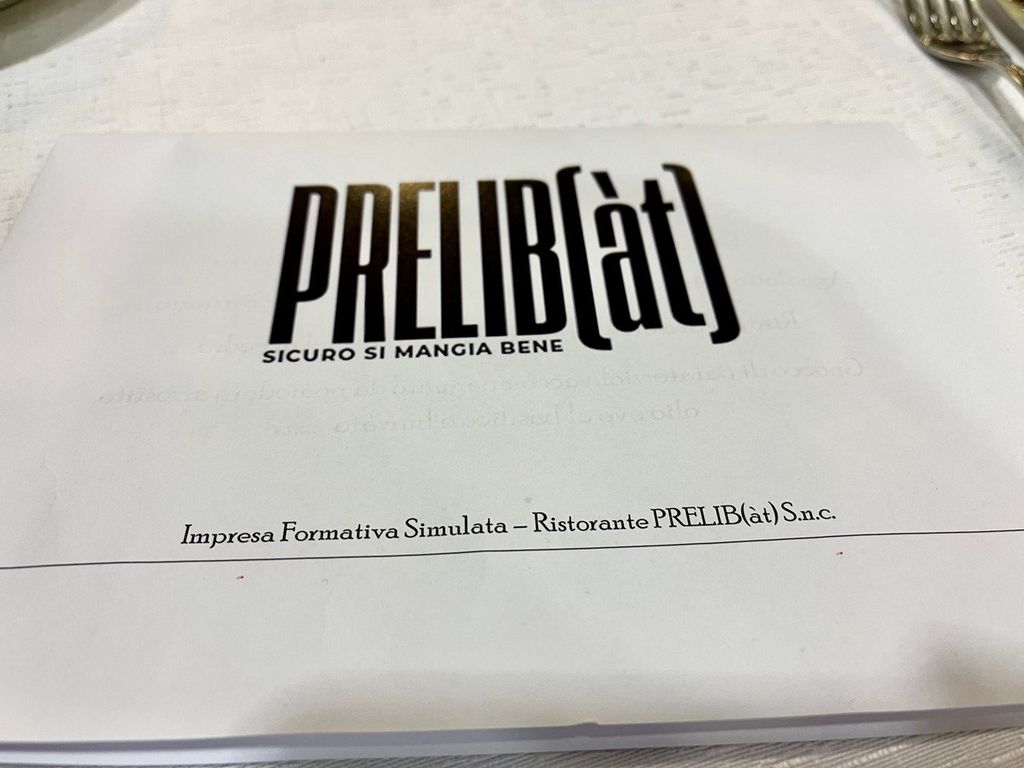 PRELIB(àt)
SICURO SI MANGIA BENE
Impresa Formativa Simulata – Ristorante PRELIB(àt) S.n.c.